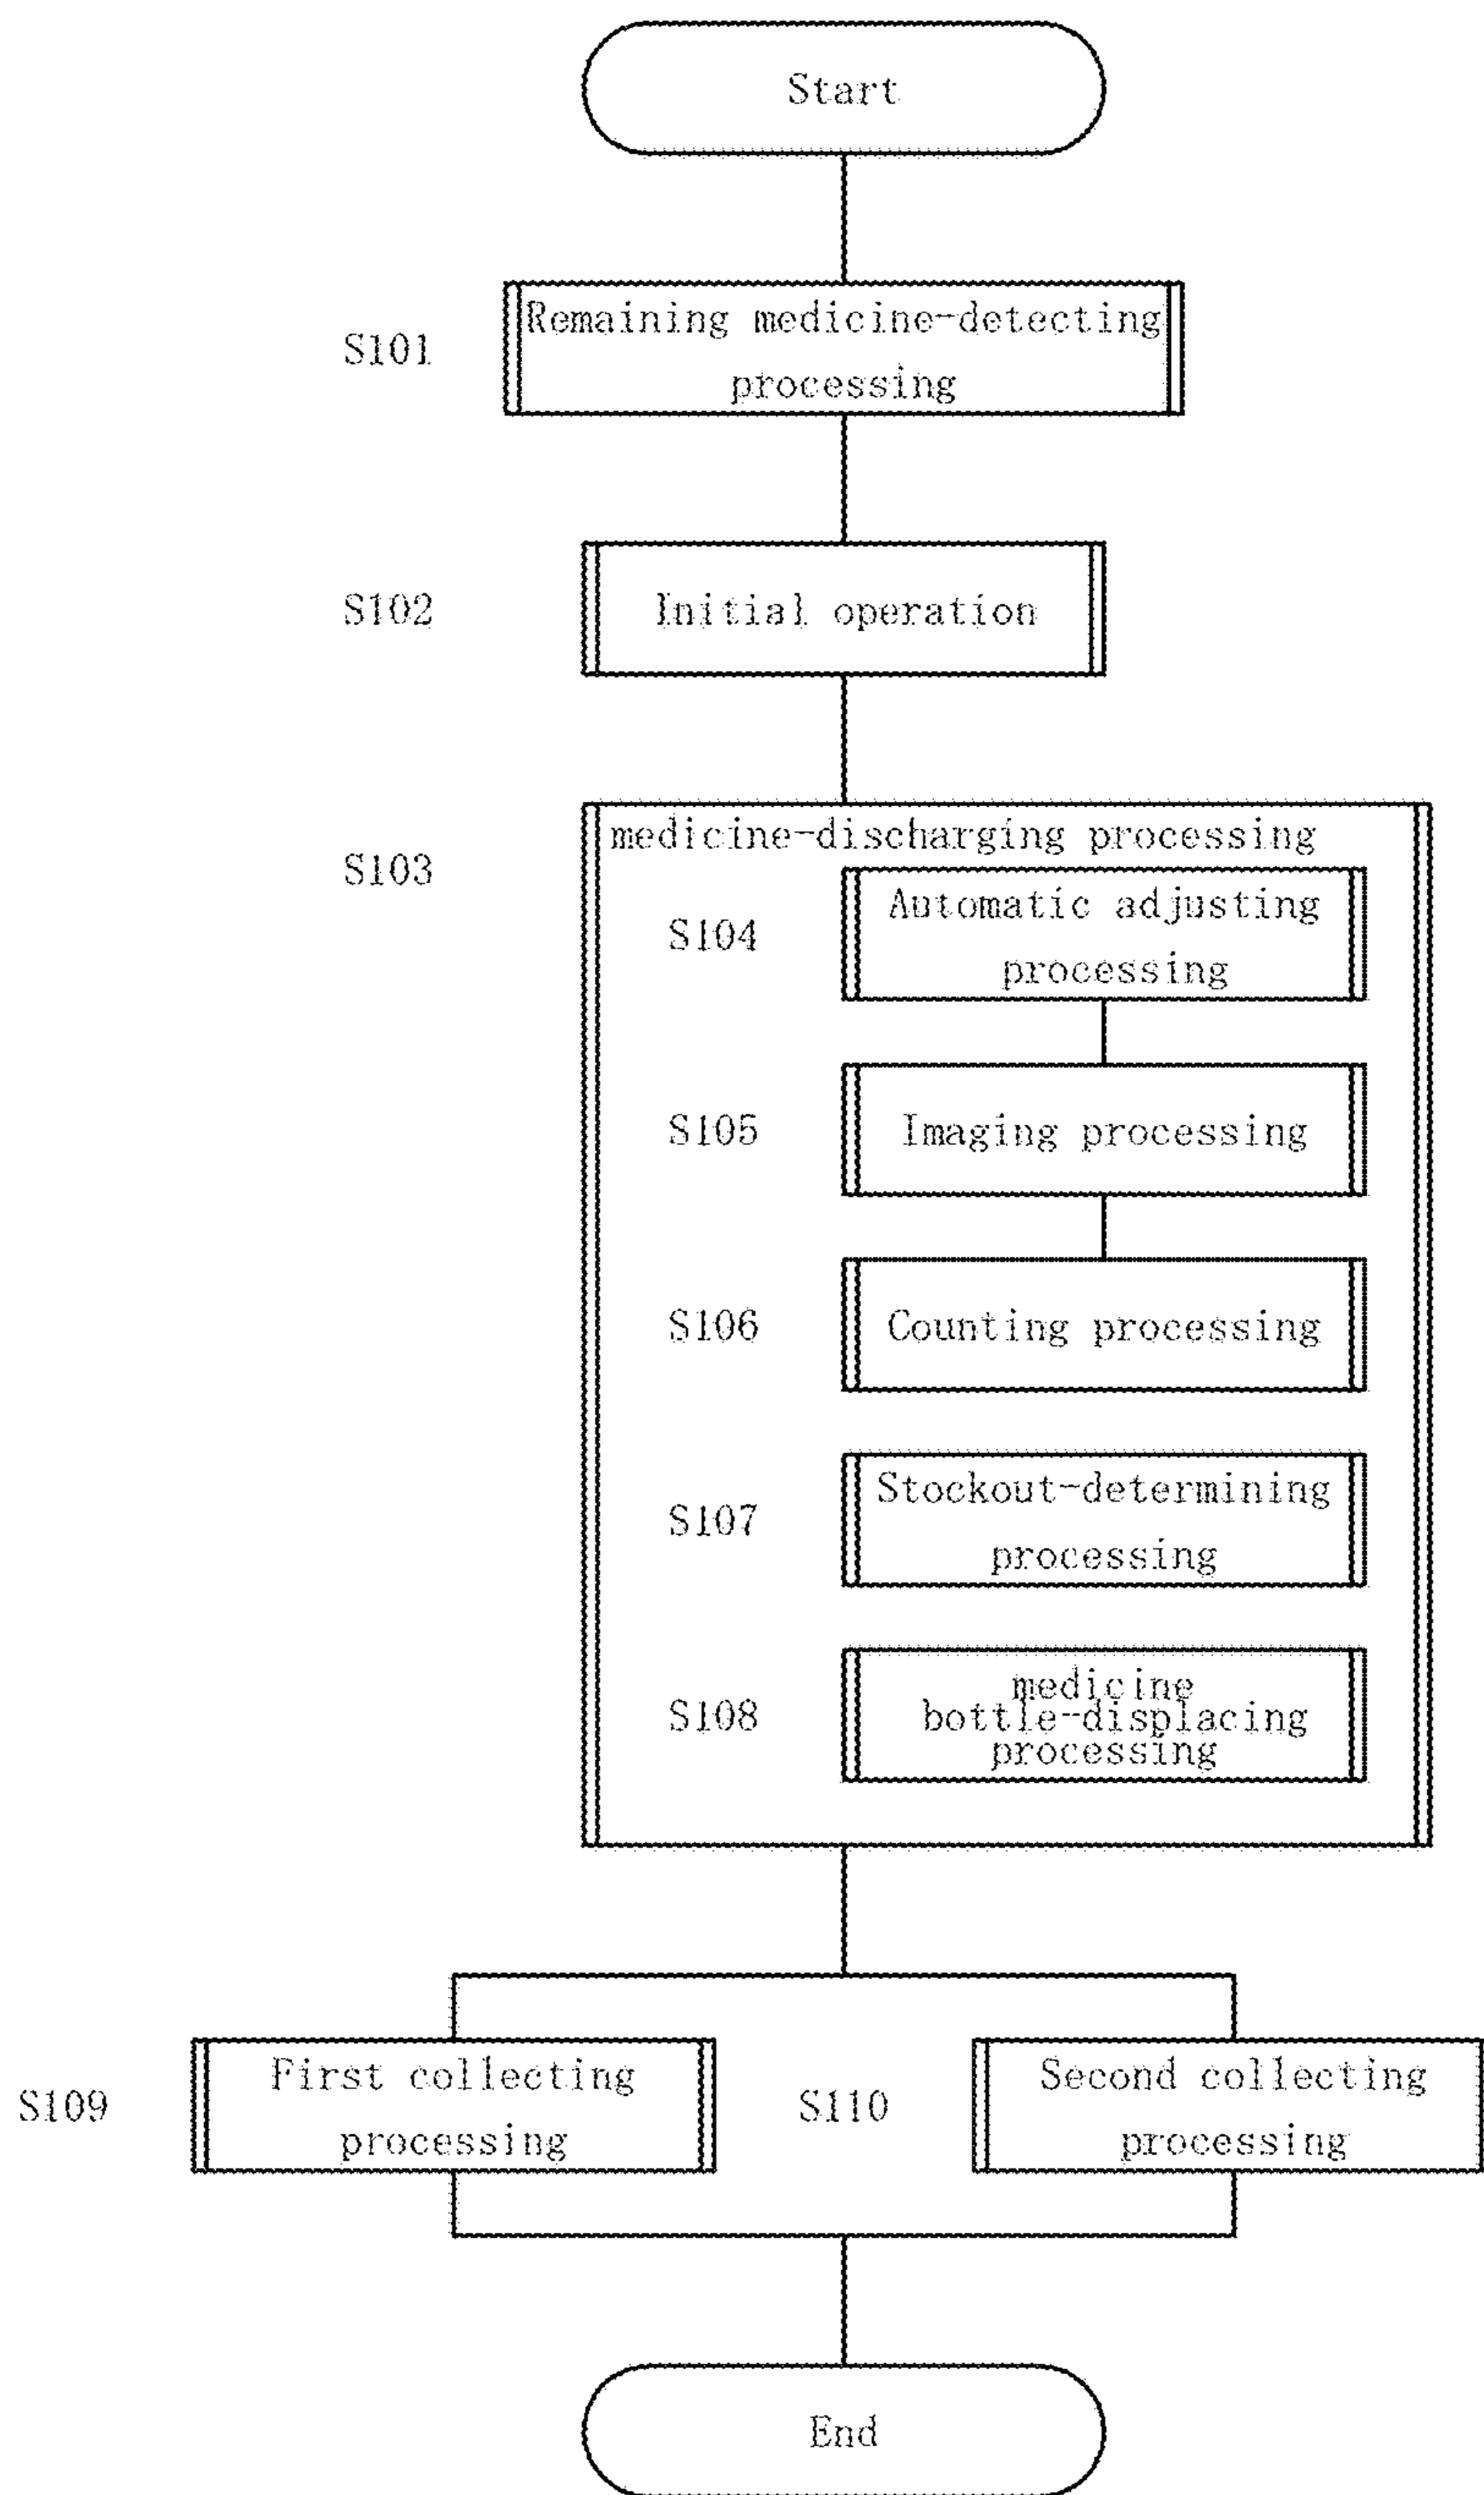 Start
S101
Remaining medicine-detecting
processing
S102
Initial operation
S103
medicine-discharging processing
S104
Automatic adjusting
processing
S105
Imaging processing
S106
Counting processing
S107
Stockout-determining
processing
S108
medicine
bottle-displacing
processing
S109
First collecting
processing
S110
Second collecting
processing
End